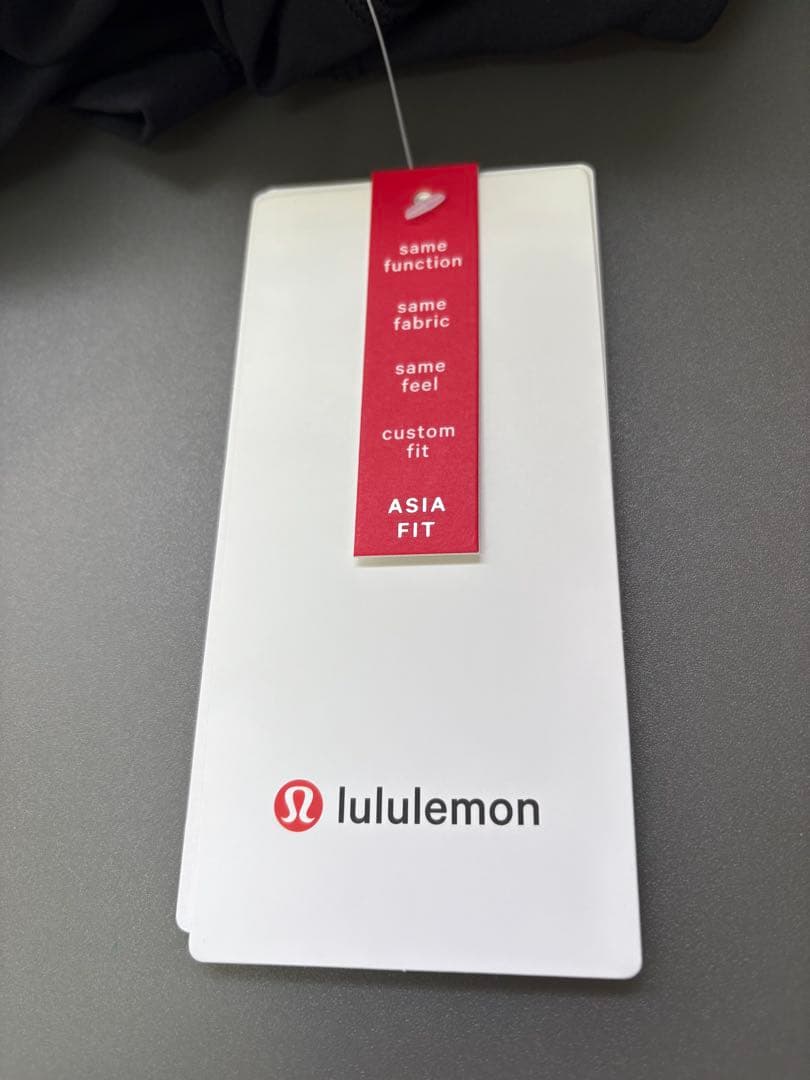 same
function
same
fabric
same
feel
custom
fit
ASIA
FIT
lululemon